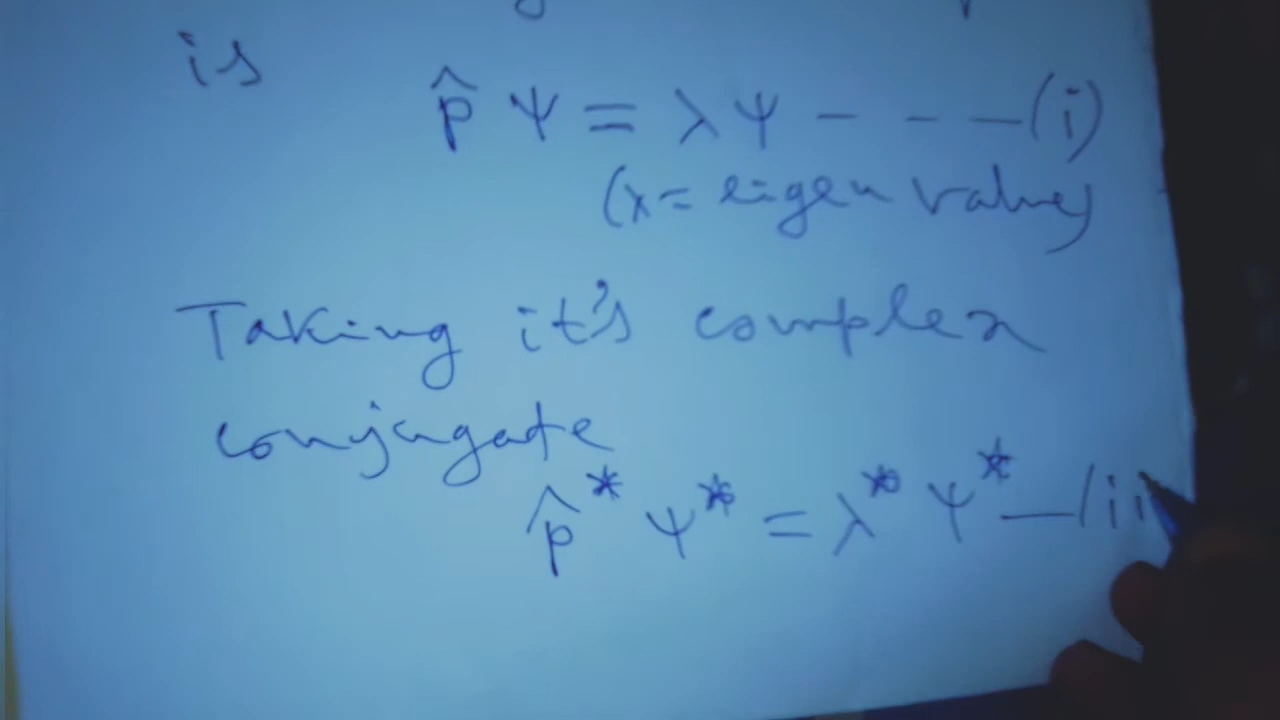 is
p̂ ψ = λ ψ - - - (i)
(λ = eigen value)
Taking it's complex
conjugate
p̂* ψ* = λ* ψ* — (ii